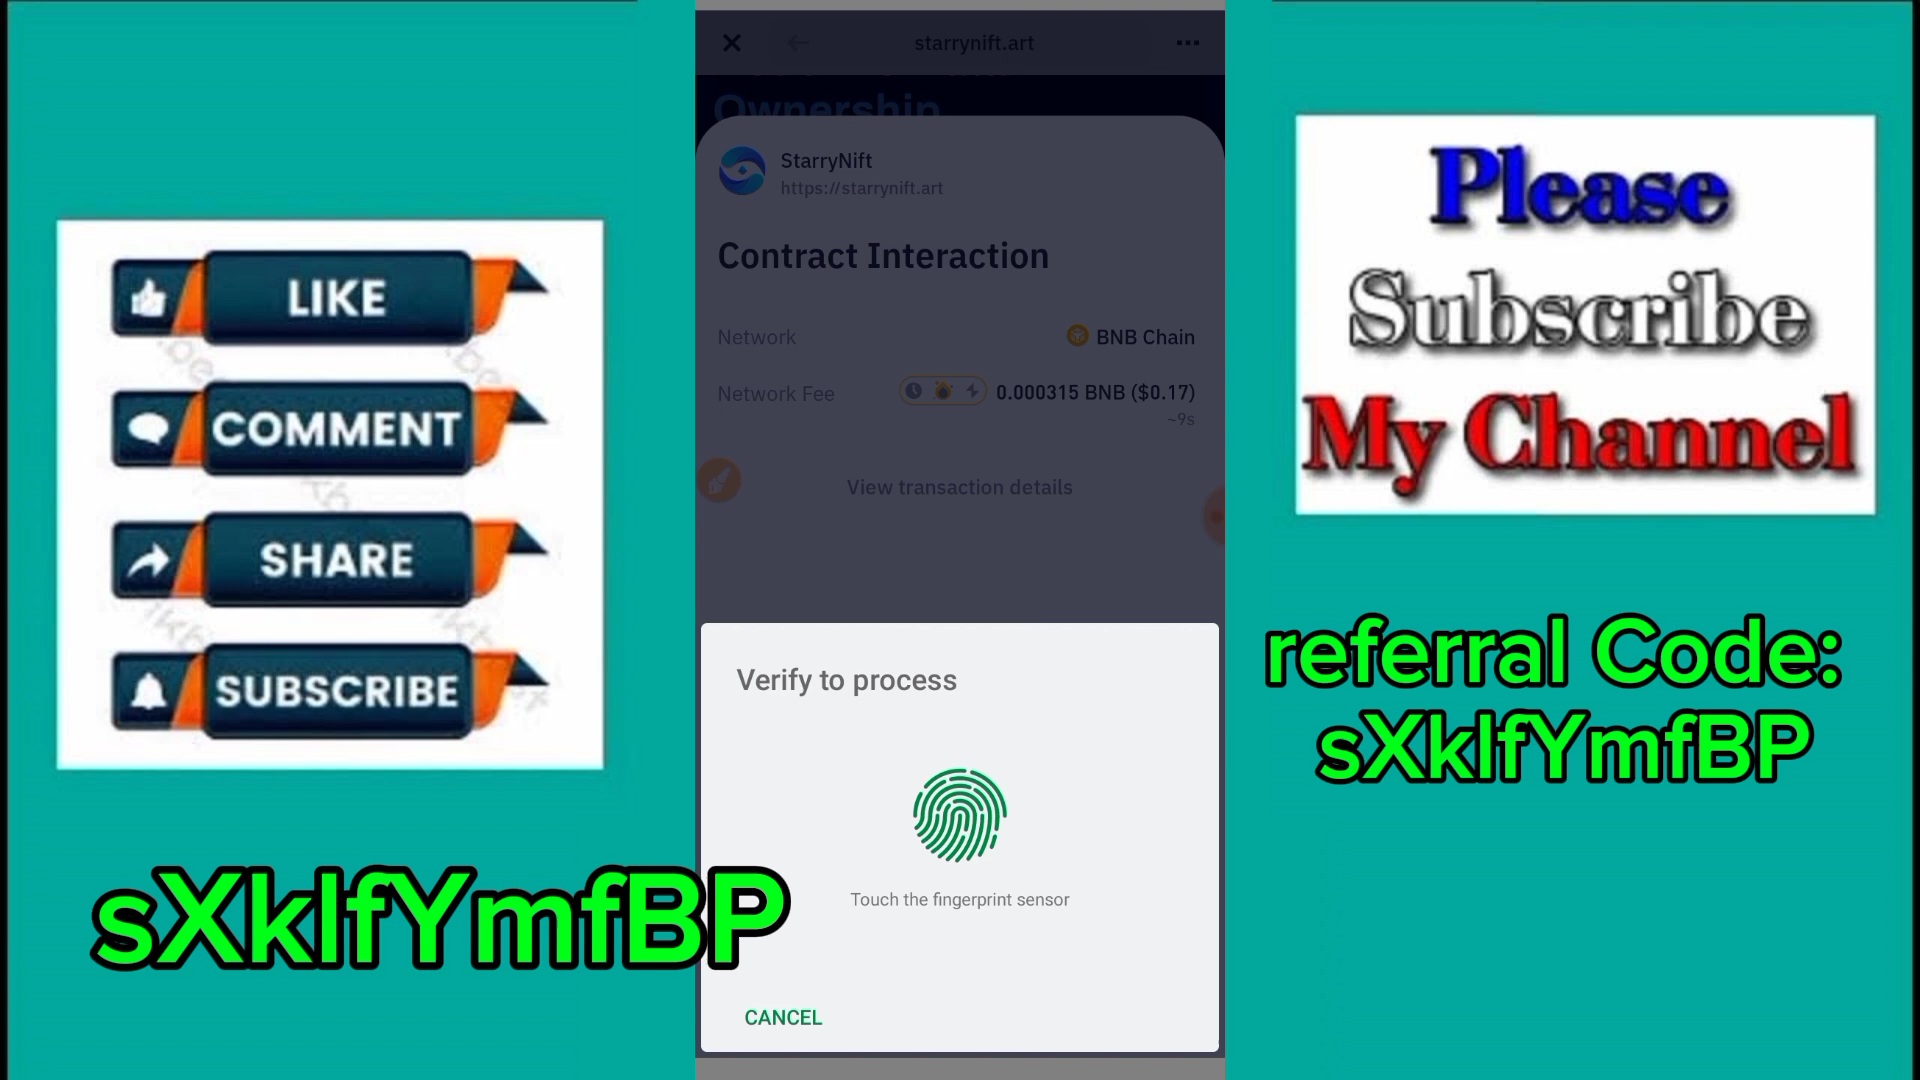 LIKE
COMMENT
SHARE
SUBSCRIBE
sXklfYmfBP
starrynift.art
Ownership
StarryNift
https://starrynift.art
Contract Interaction
Network
BNB Chain
Network Fee
0.000315 BNB ($0.17)
~9s
View transaction details
Verify to process
Touch the fingerprint sensor
CANCEL
Please
Subscribe
My Channel
referral Code:
sXklfYmfBP